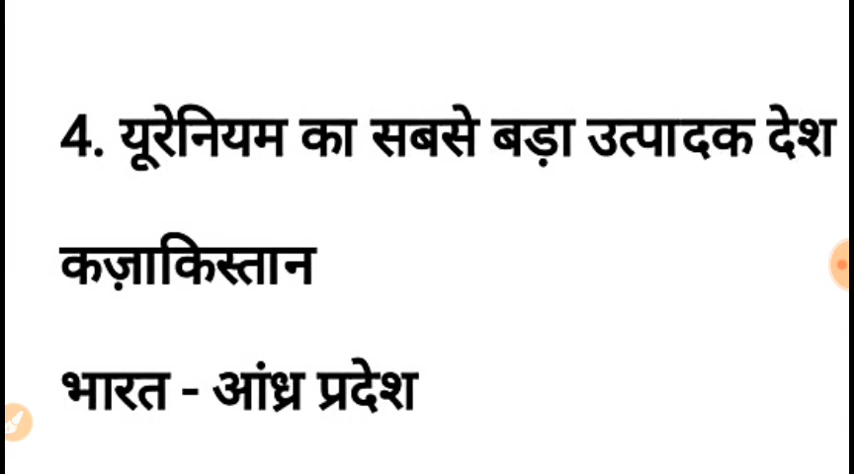 4. यूरेनियम का सबसे बड़ा उत्पादक देश
कज़ाकिस्तान
भारत - आंध्र प्रदेश